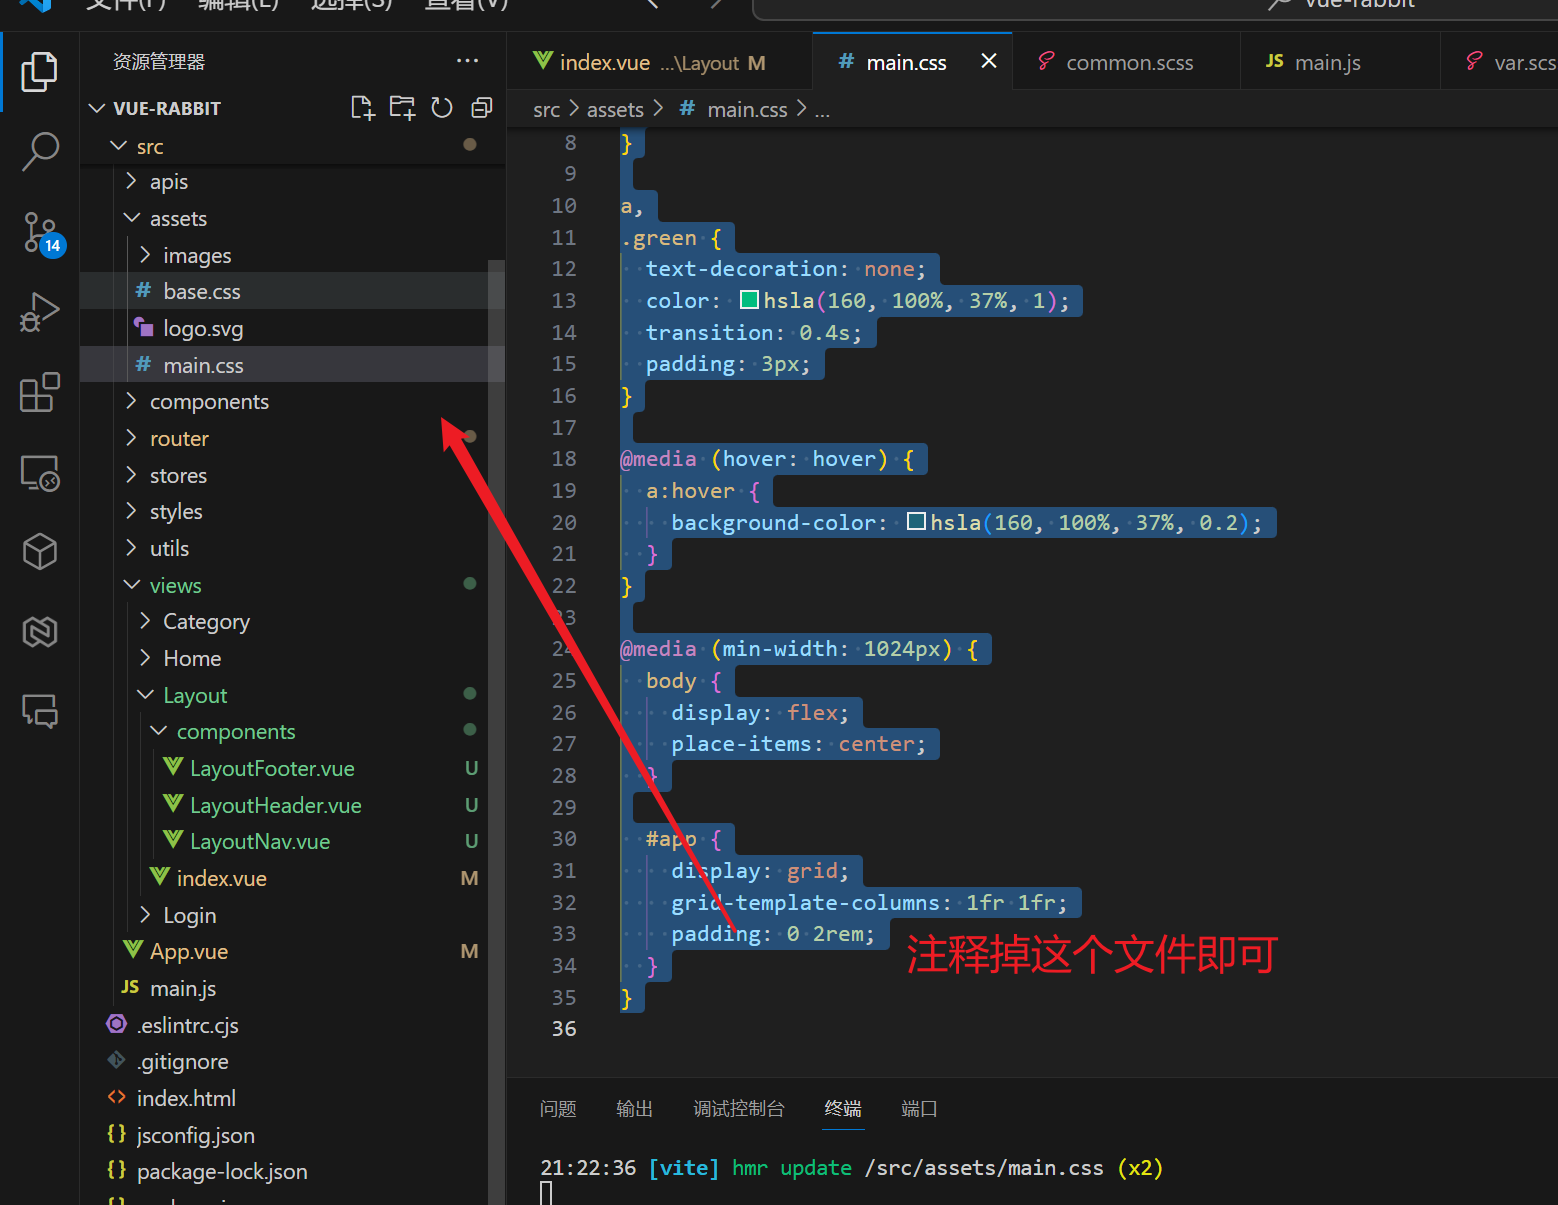 文件(F) 编辑(E) 选择(S) 查看(V) vue-rabbit
资源管理器 ...
VUE-RABBIT
src
apis
assets
images
base.css
logo.svg
main.css
components
router
stores
styles
utils
views
Category
Home
Layout
components
LayoutFooter.vue U
LayoutHeader.vue U
LayoutNav.vue U
index.vue M
Login
App.vue M
main.js
.eslintrc.cjs
.gitignore
index.html
jsconfig.json
package-lock.json
14
index.vue ...\Layout M
main.css
common.scss
JS main.js
var.scs
src > assets > # main.css > ...
8 }
9
10 a,
11 .green {
12 text-decoration: none;
13 color: hsla(160, 100%, 37%, 1);
14 transition: 0.4s;
15 padding: 3px;
16 }
17
18 @media (hover: hover) {
19 a:hover {
20 background-color: hsla(160, 100%, 37%, 0.2);
21 }
22 }
23
24 @media (min-width: 1024px) {
25 body {
26 display: flex;
27 place-items: center;
28 }
29
30 #app {
31 display: grid;
32 grid-template-columns: 1fr 1fr;
33 padding: 0 2rem;
34 }
35 }
36
注释掉这个文件即可
问题 输出 调试控制台 终端 端口
21:22:36 [vite] hmr update /src/assets/main.css (x2)